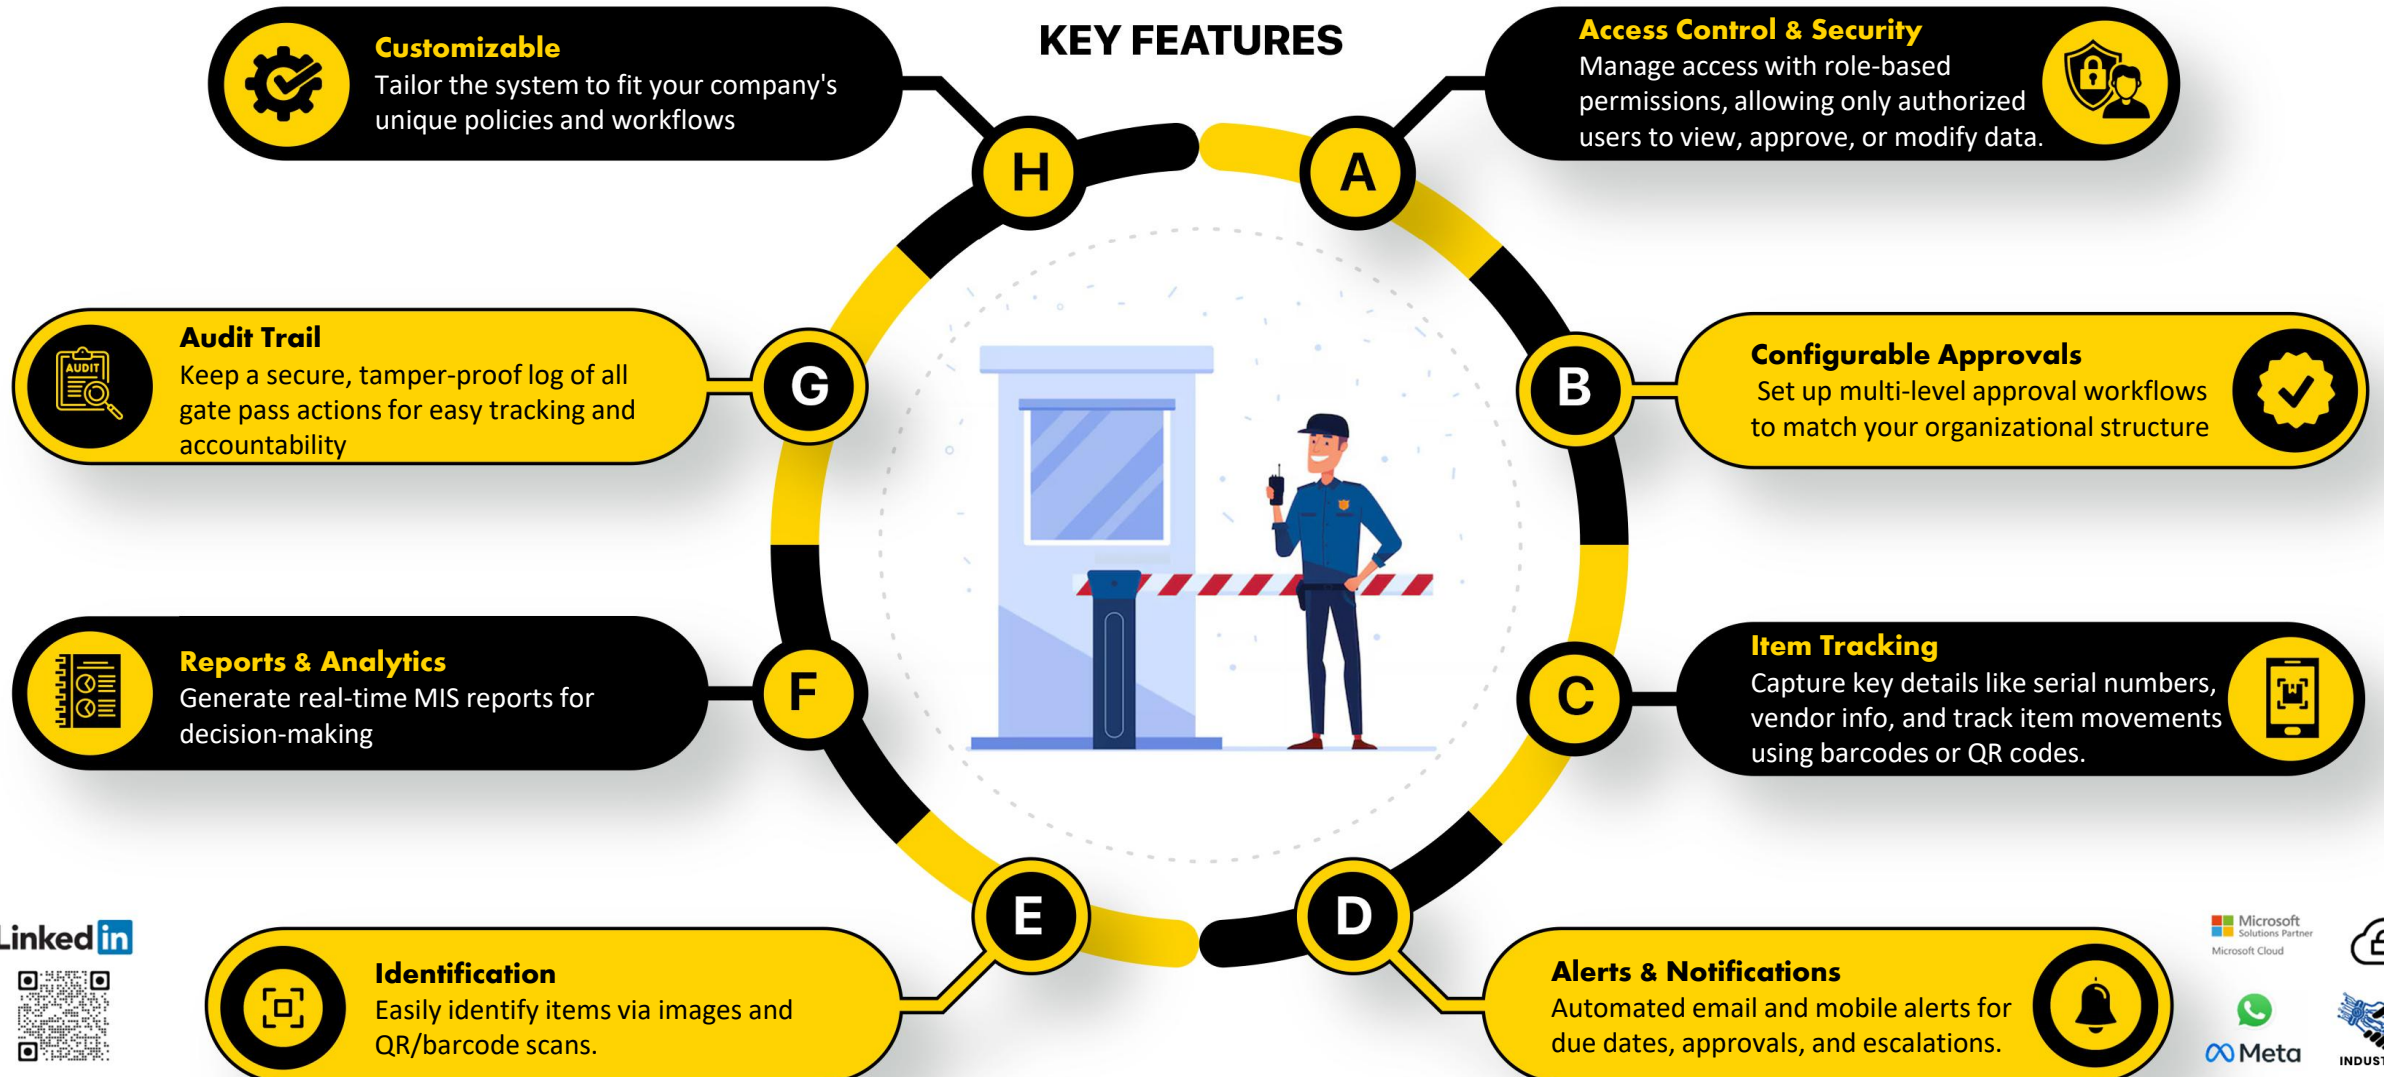 KEY FEATURES
Access Control & Security
Manage access with role-based
permissions, allowing only authorized
users to view, approve, or modify data.
A
Configurable Approvals
Set up multi-level approval workflows
to match your organizational structure
B
Item Tracking
Capture key details like serial numbers,
vendor info, and track item movements
using barcodes or QR codes.
C
Alerts & Notifications
Automated email and mobile alerts for
due dates, approvals, and escalations.
D
Identification
Easily identify items via images and
QR/barcode scans.
E
Reports & Analytics
Generate real-time MIS reports for
decision-making
F
Audit Trail
Keep a secure, tamper-proof log of all
gate pass actions for easy tracking and
accountability
AUDIT
G
Customizable
Tailor the system to fit your company's
unique policies and workflows
H
Linked in
Microsoft
Solutions Partner
Microsoft Cloud
Meta